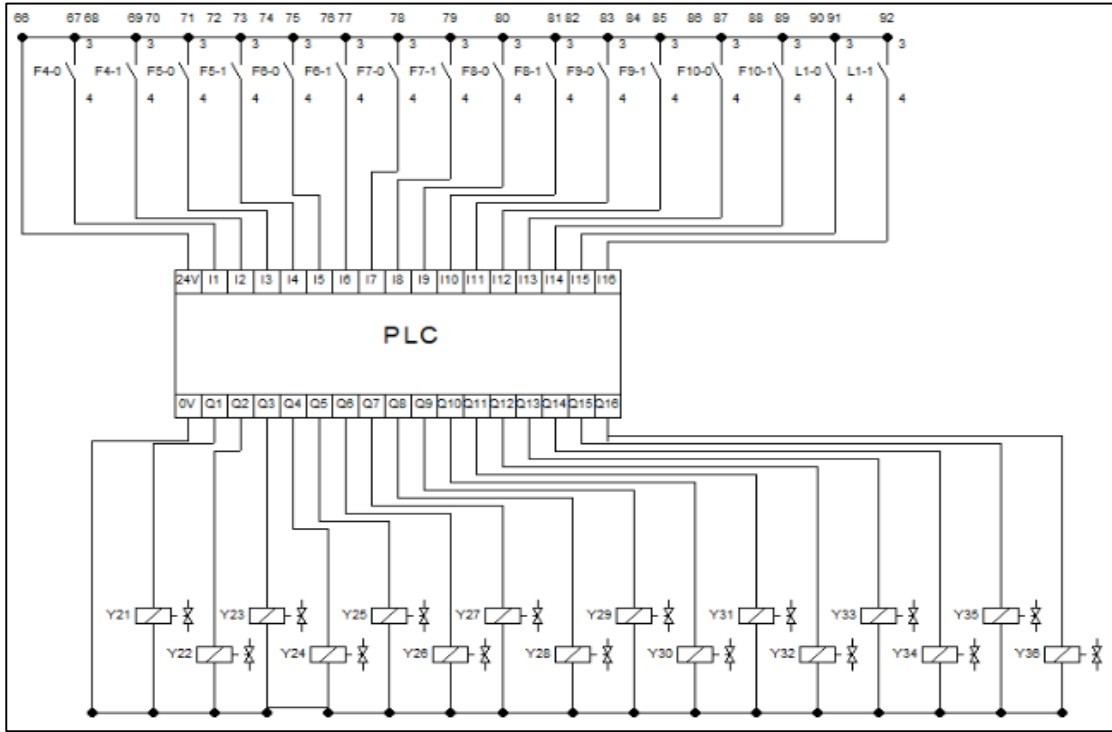 66 67 68 69 70 71 72 73 74 75 76 77 78 79 80 81 82 83 84 85 86 87 88 89 90 91 92
3 3 3 3 3 3 3 3 3 3 3 3 3 3 3 3
F4-0 F4-1 F5-0 F5-1 F6-0 F6-1 F7-0 F7-1 F8-0 F8-1 F9-0 F9-1 F10-0 F10-1 L1-0 L1-1
4 4 4 4 4 4 4 4 4 4 4 4 4 4 4 4
24V I1 I2 I3 I4 I5 I6 I7 I8 I9 I10 I11 I12 I13 I14 I15 I16
PLC
0V Q1 Q2 Q3 Q4 Q5 Q6 Q7 Q8 Q9 Q10 Q11 Q12 Q13 Q14 Q15 Q16
Y21 Y23 Y25 Y27 Y29 Y31 Y33 Y35
Y22 Y24 Y26 Y28 Y30 Y32 Y34 Y36